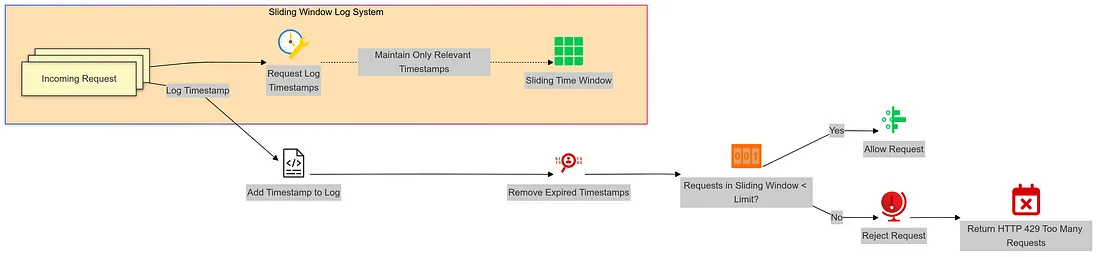 Sliding Window Log System
Incoming Request
Log Timestamp
Request Log
Timestamps
Maintain Only Relevant
Timestamps
Sliding Time Window
Add Timestamp to Log
Remove Expired Timestamps
001
Requests in Sliding Window <
Limit?
Yes
Allow Request
No
Reject Request
Return HTTP 429 Too Many
Requests